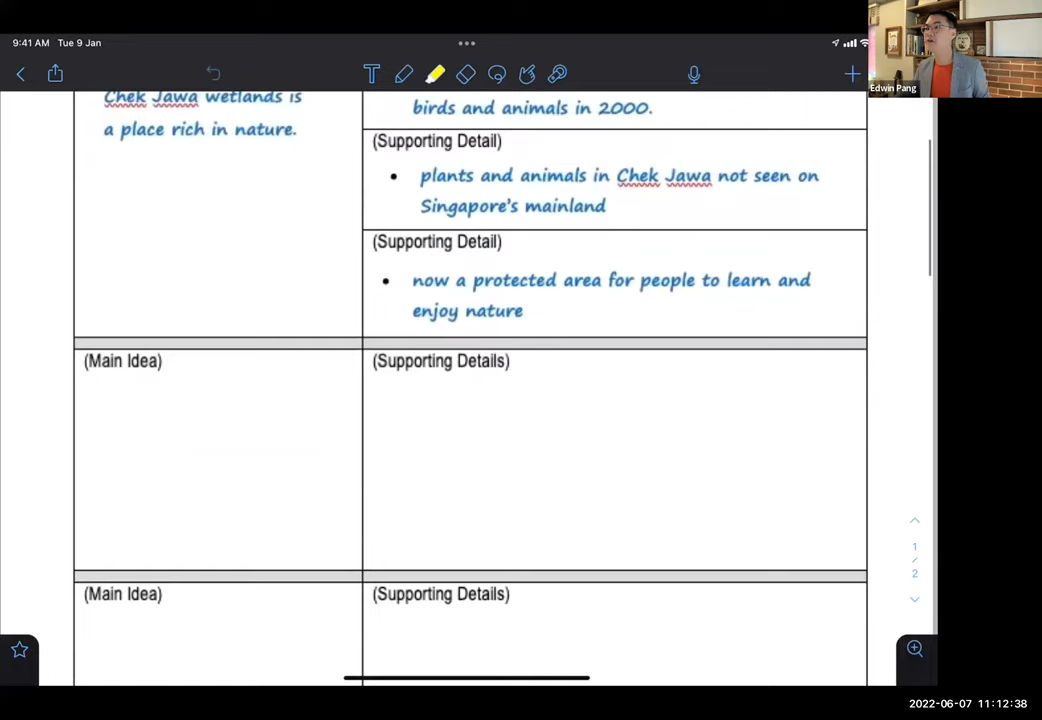 9:41 AM Tue 9 Jan
Edwin Pang
Chek Jawa wetlands is
a place rich in nature.
birds and animals in 2000.
(Supporting Detail)
• plants and animals in Chek Jawa not seen on
Singapore's mainland
(Supporting Detail)
• now a protected area for people to learn and
enjoy nature
(Main Idea)
(Supporting Details)
1
/
2
(Main Idea)
(Supporting Details)
2022-06-07 11:12:38